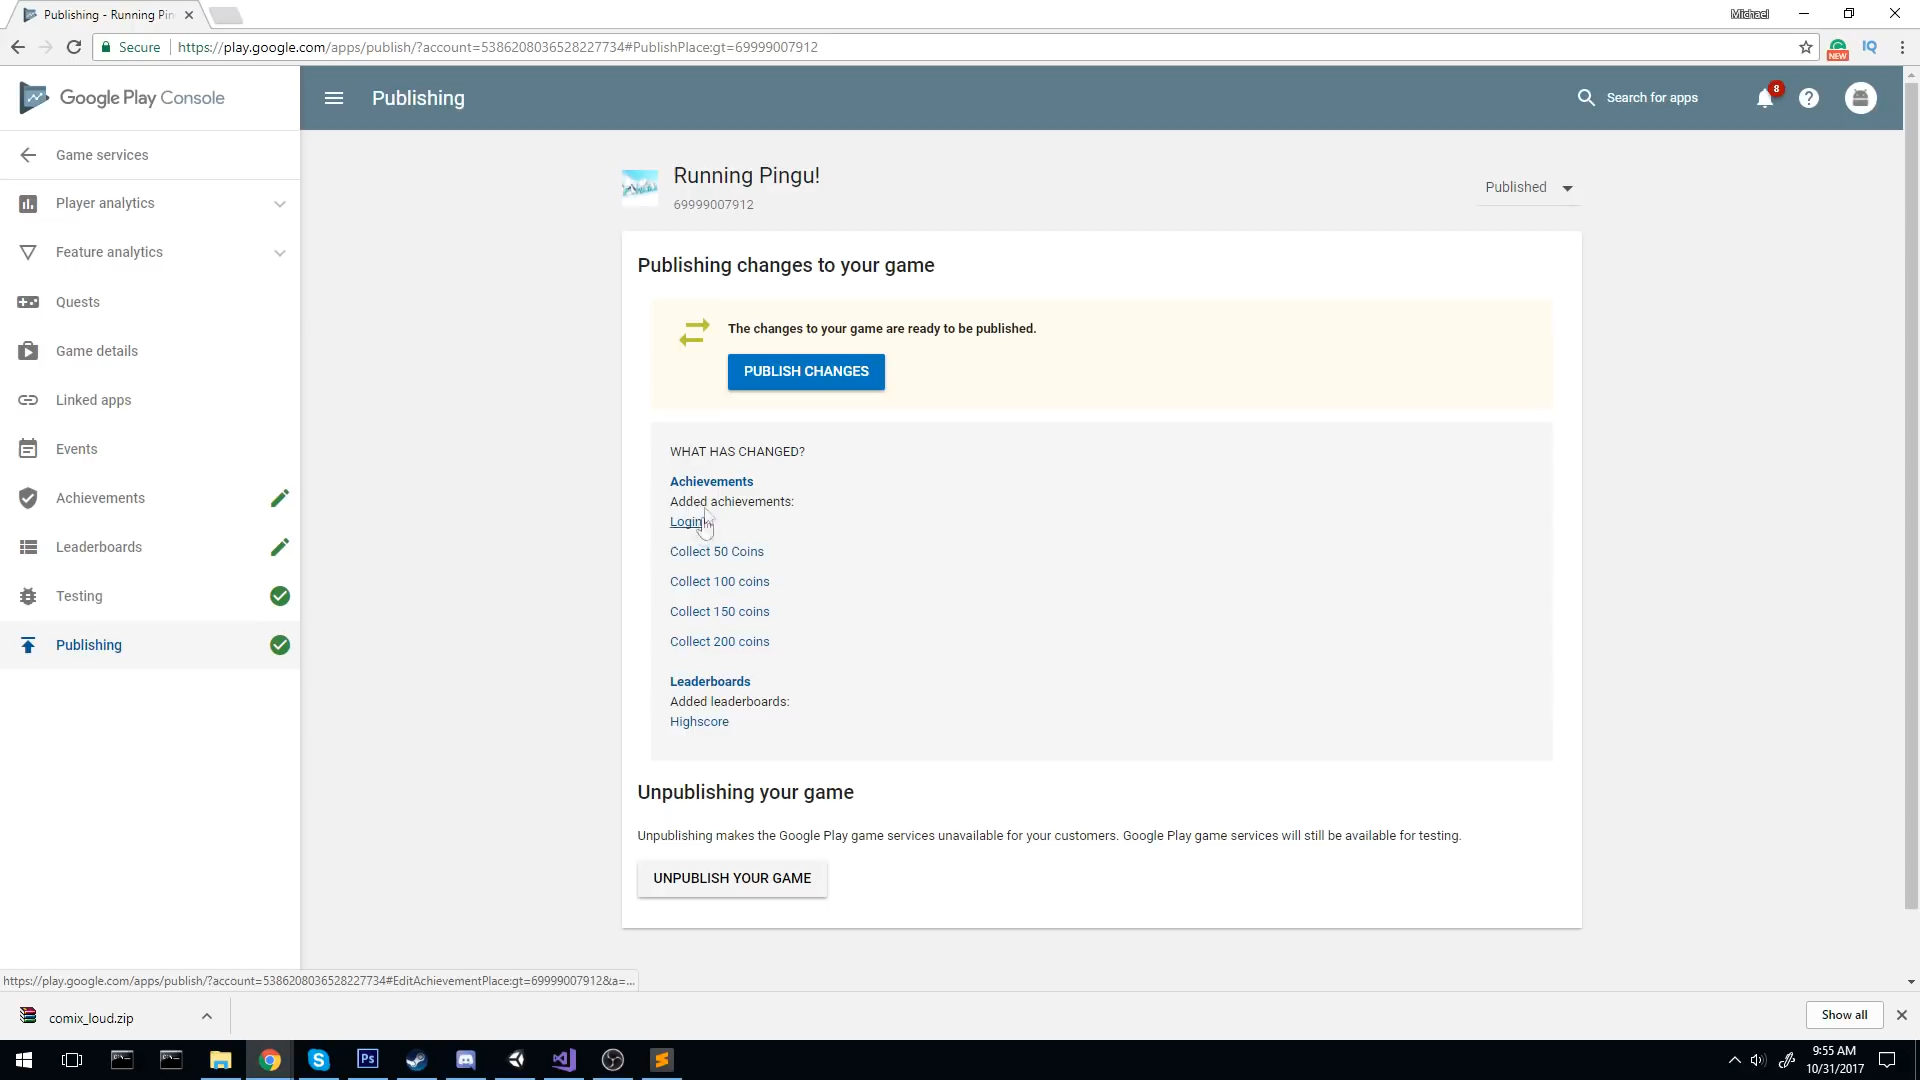 Publishing - Running Pin
Michael
Secure
https://play.google.com/apps/publish/?account=5386208036528227734#PublishPlace:gt=69999007912
NEW
IQ
Google Play Console
Publishing
Search for apps
8
Game services
Player analytics
Feature analytics
Quests
Game details
Linked apps
Events
Achievements
Leaderboards
Testing
Publishing
Running Pingu!
69999007912
Published
Publishing changes to your game
The changes to your game are ready to be published.
PUBLISH CHANGES
WHAT HAS CHANGED?
Achievements
Added achievements:
Login
Collect 50 Coins
Collect 100 coins
Collect 150 coins
Collect 200 coins
Leaderboards
Added leaderboards:
Highscore
Unpublishing your game
Unpublishing makes the Google Play game services unavailable for your customers. Google Play game services will still be available for testing.
UNPUBLISH YOUR GAME
https://play.google.com/apps/publish/?account=5386208036528227734#EditAchievementPlace:gt=69999007912&a=...
comix_loud.zip
Show all
Ps
9:55 AM
10/31/2017